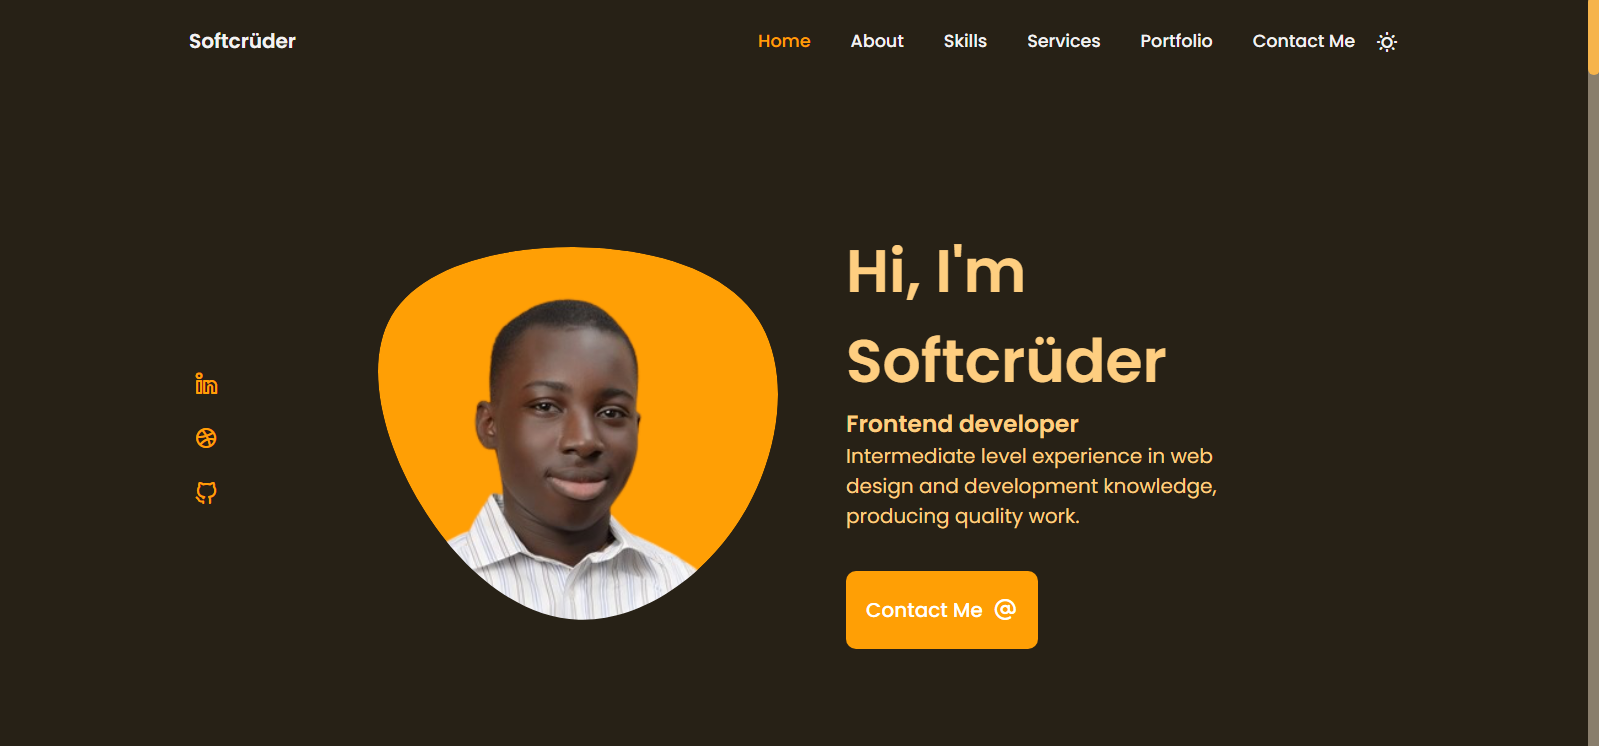 Softcrüder
Home About Skills Services Portfolio Contact Me
Hi, I'm
Softcrüder
Frontend developer
Intermediate level experience in web
design and development knowledge,
producing quality work.
Contact Me @